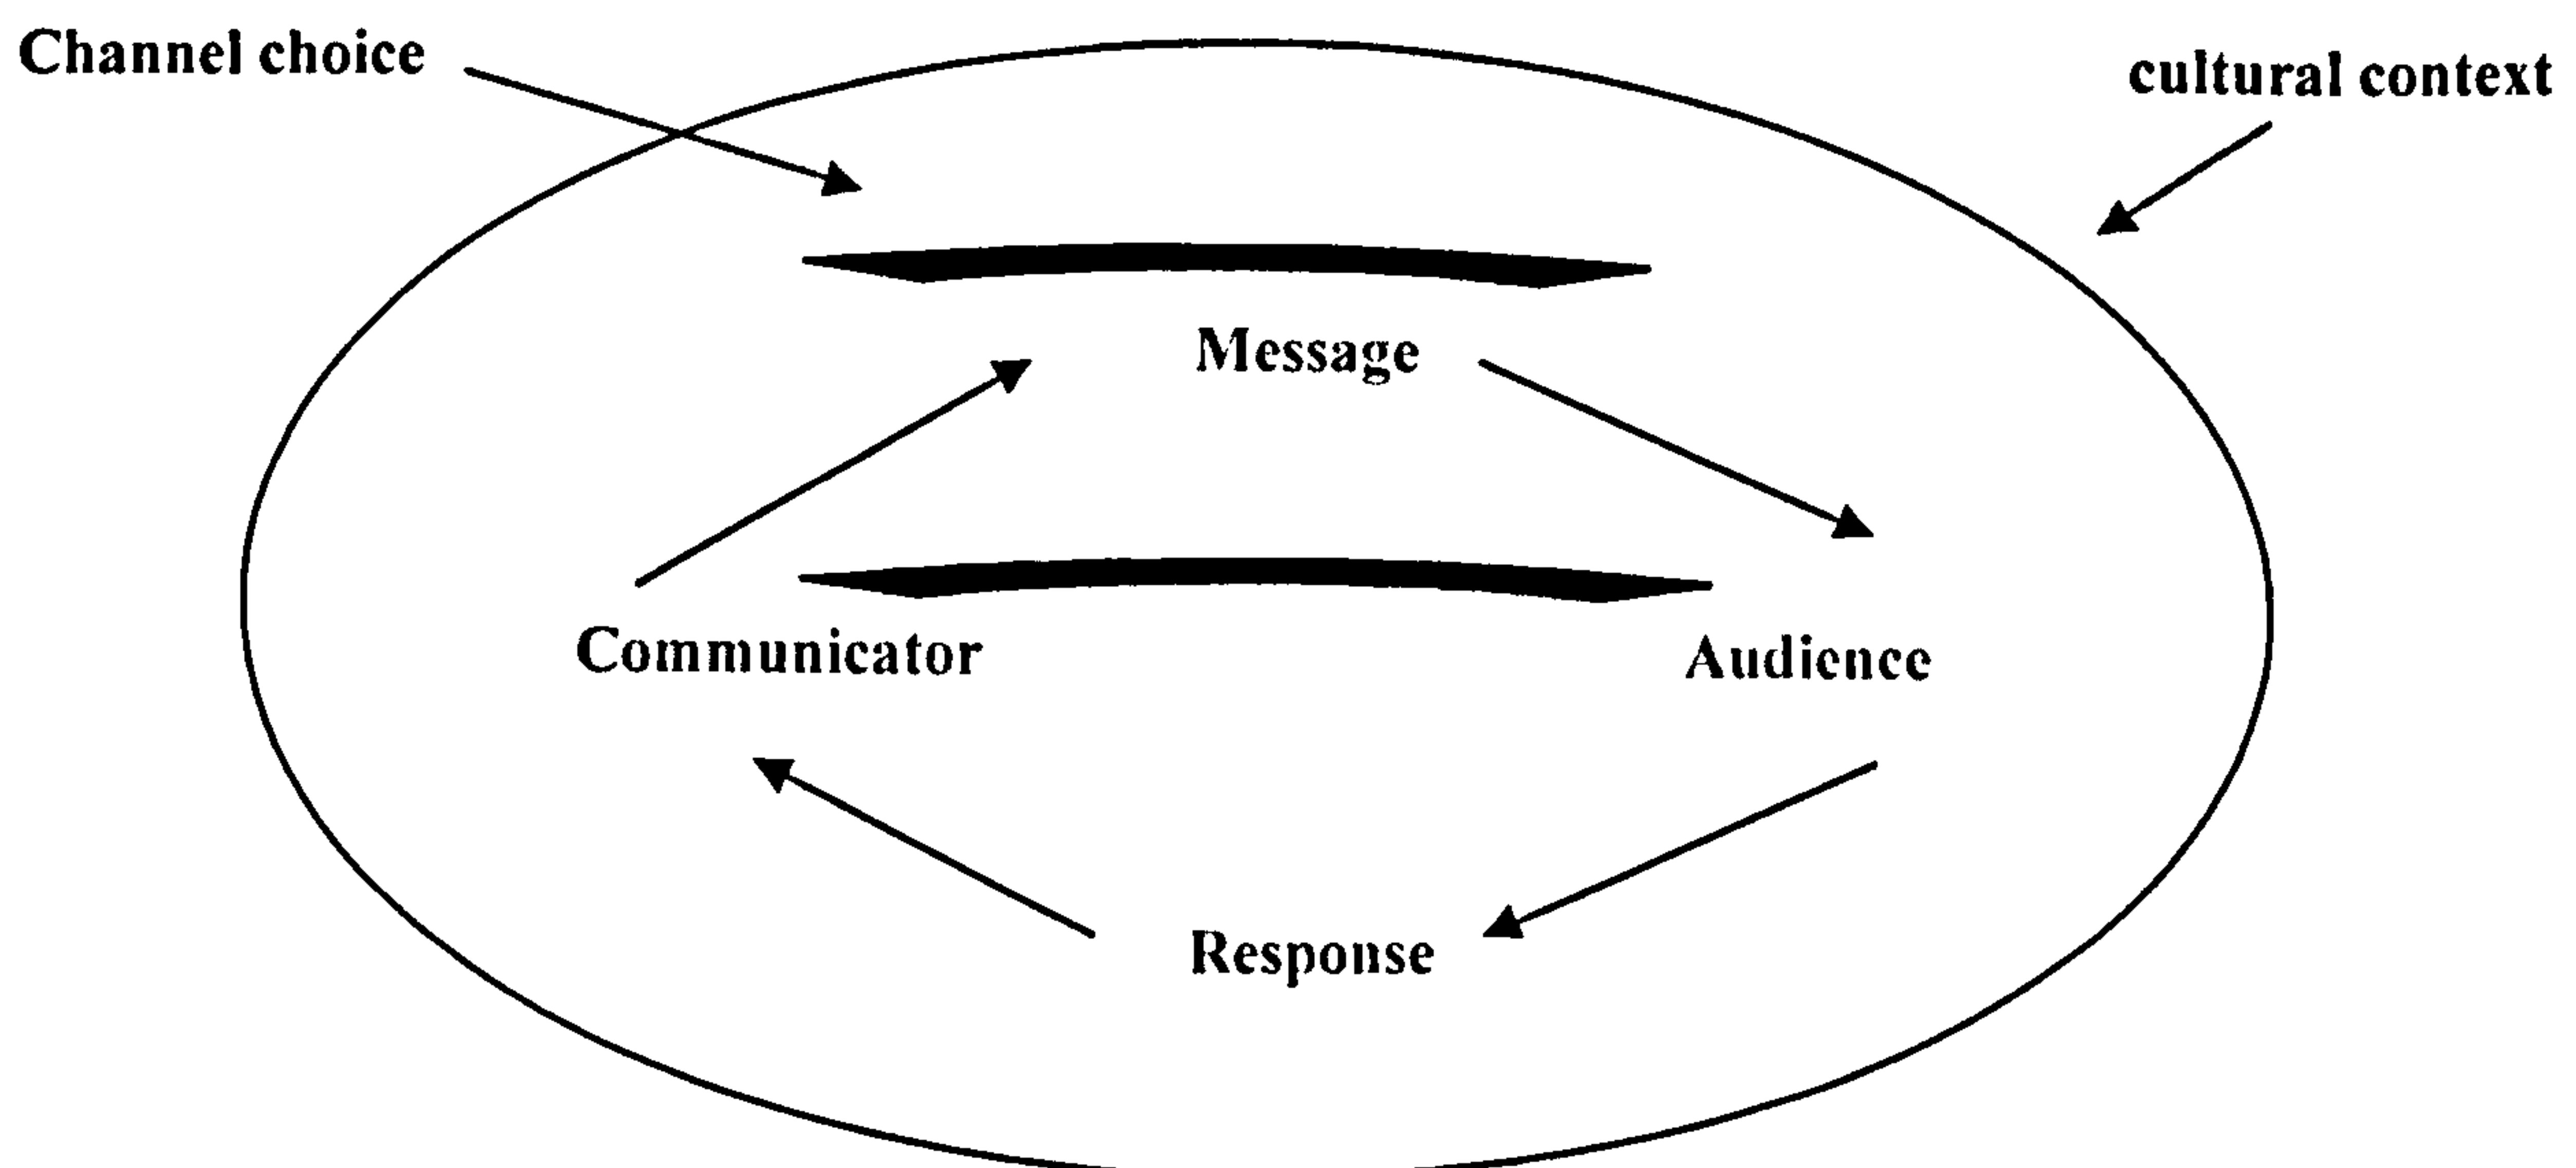 Channel choice
cultural context
Message
Communicator
Audience
Response